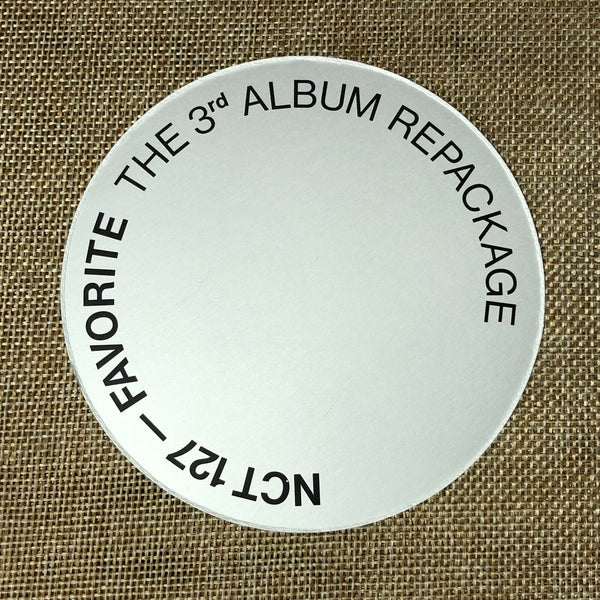 NCT 127 — FAVORITE THE 3rd ALBUM REPACKAGE